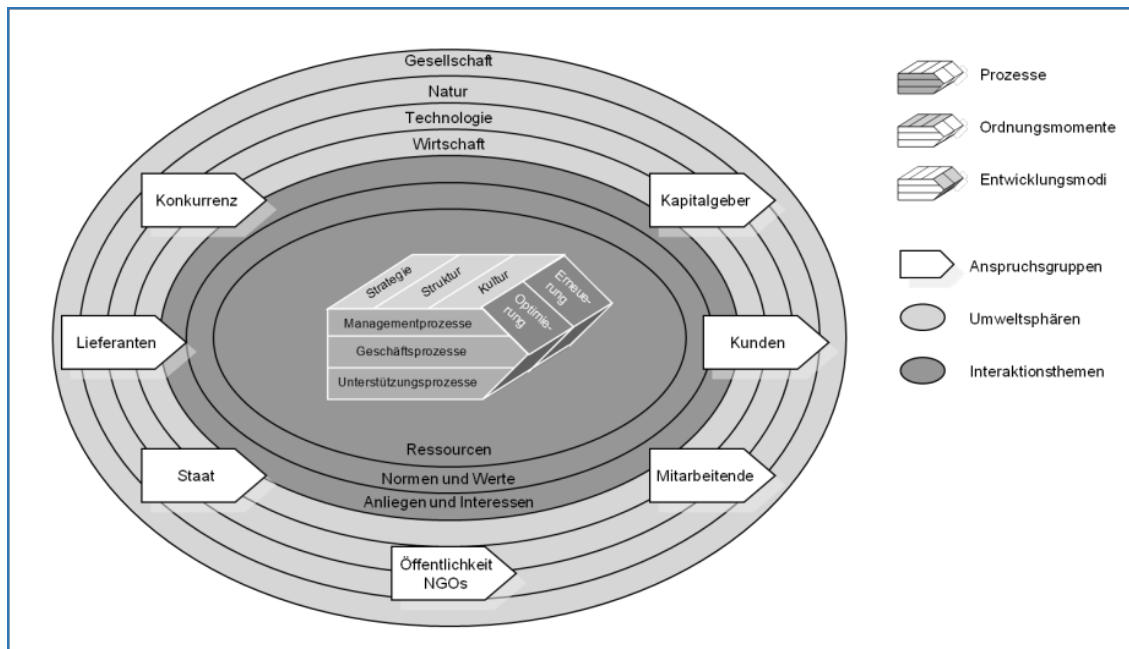 Gesellschaft
Natur
Technologie
Wirtschaft
Konkurrenz
Kapitalgeber
Lieferanten
Kunden
Staat
Mitarbeitende
Öffentlichkeit
NGOs
Strategie
Struktur
Kultur
Erneue-
rung
Optimie-
rung
Managementprozesse
Geschäftsprozesse
Unterstützungsprozesse
Ressourcen
Normen und Werte
Anliegen und Interessen
Prozesse
Ordnungsmomente
Entwicklungsmodi
Anspruchsgruppen
Umweltsphären
Interaktionsthemen